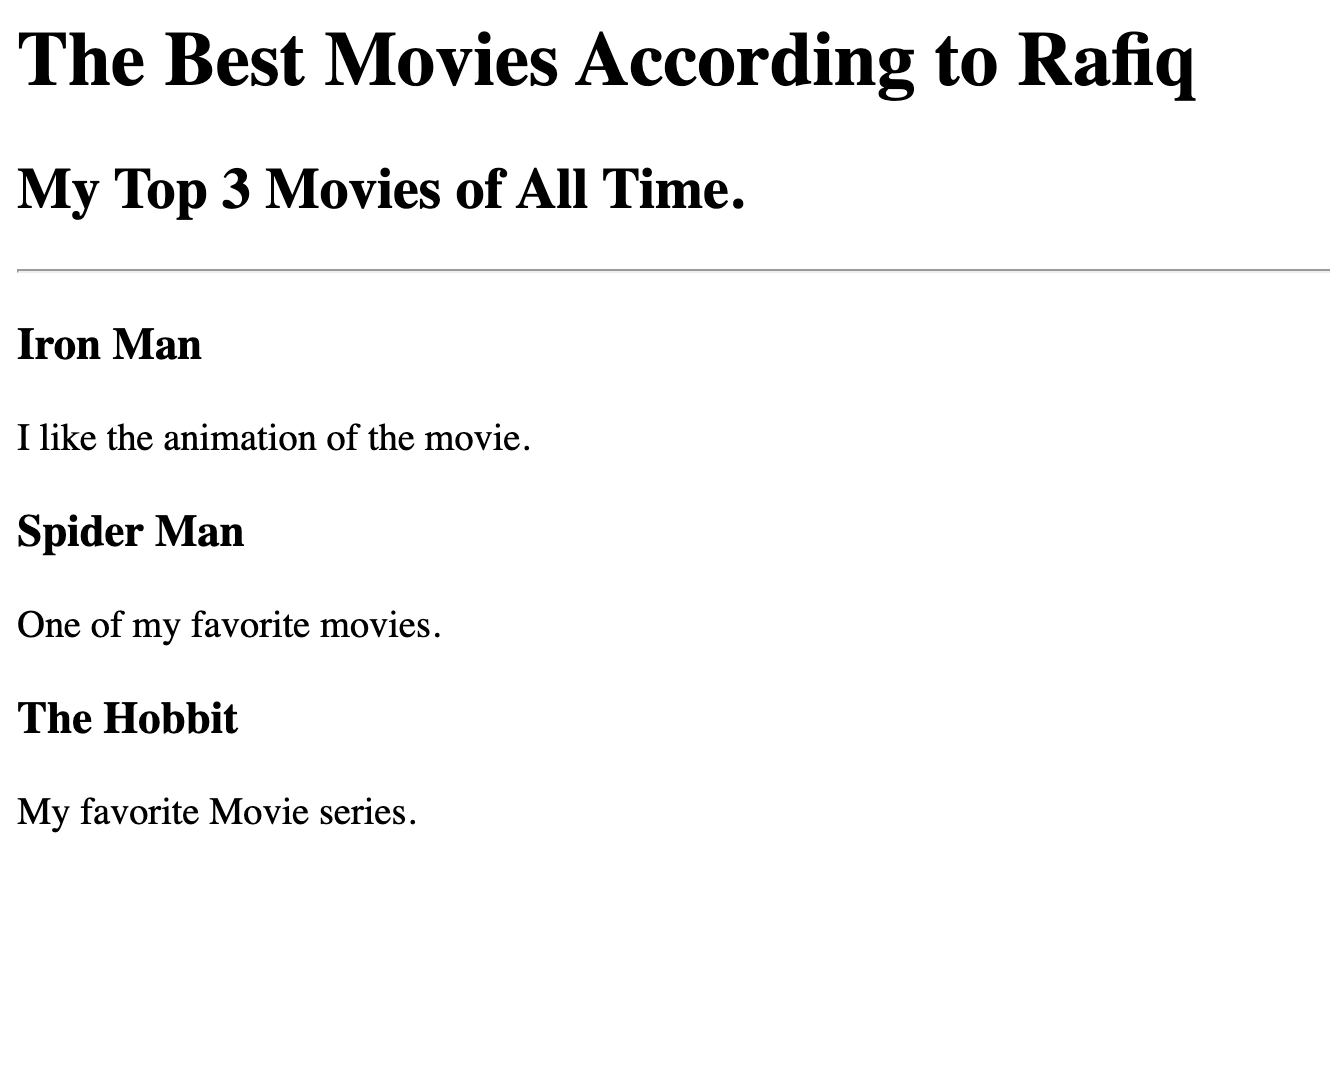 The Best Movies According to Rafiq
My Top 3 Movies of All Time.
Iron Man
I like the animation of the movie.
Spider Man
One of my favorite movies.
The Hobbit
My favorite Movie series.